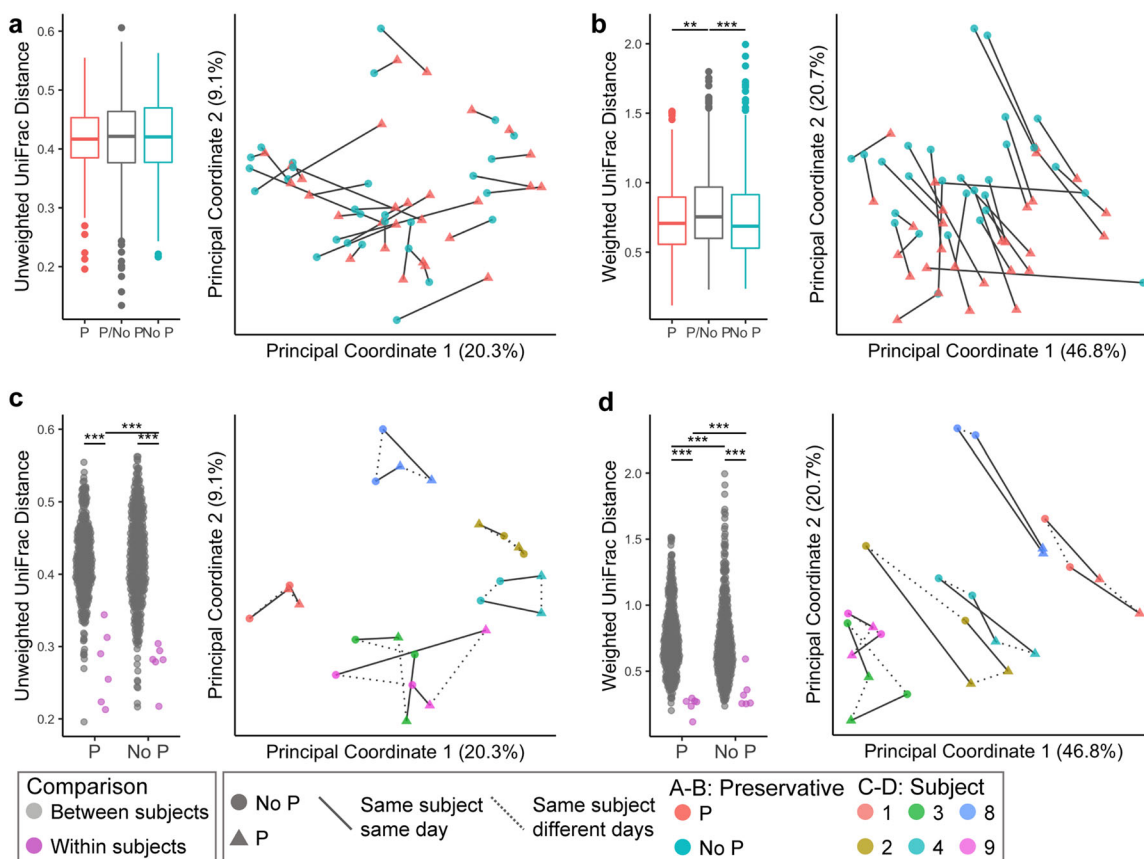 a
Unweighted UniFrac Distance
0.6
0.5
0.4
0.3
0.2
P P/No P No P
Principal Coordinate 2 (9.1%)
Principal Coordinate 1 (20.3%)
b
Weighted UniFrac Distance
** ***
2.0
1.5
1.0
0.5
P P/No P No P
Principal Coordinate 2 (20.7%)
Principal Coordinate 1 (46.8%)
c
Unweighted UniFrac Distance
0.6
0.5
0.4
0.3
0.2
***
*** ***
P No P
Principal Coordinate 2 (9.1%)
Principal Coordinate 1 (20.3%)
d
Weighted UniFrac Distance
***
***
*** ***
2.0
1.5
1.0
0.5
P No P
Principal Coordinate 2 (20.7%)
Principal Coordinate 1 (46.8%)
Comparison
Between subjects
Within subjects
No P
P
Same subject
same day
Same subject
different days
A-B: Preservative
P
No P
C-D: Subject
1 3 8
2 4 9